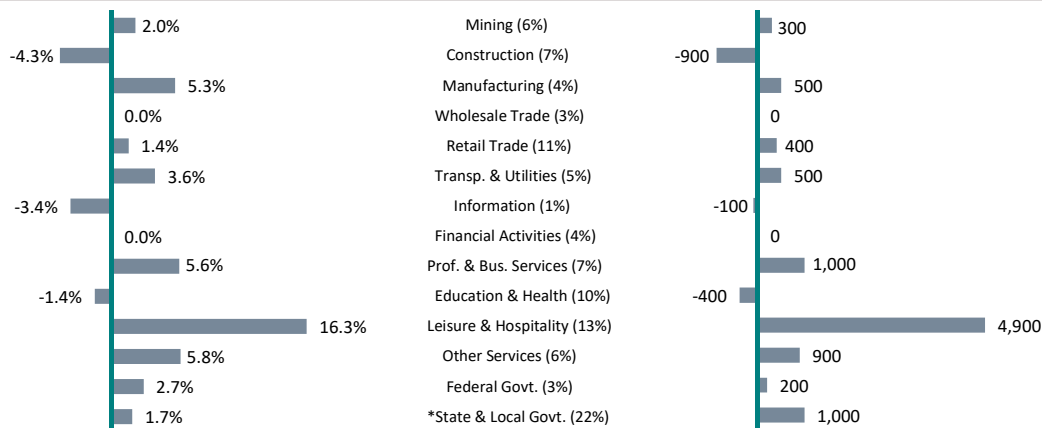 2.0% Mining (6%) 300
-4.3% Construction (7%) -900
5.3% Manufacturing (4%) 500
0.0% Wholesale Trade (3%) 0
1.4% Retail Trade (11%) 400
3.6% Transp. & Utilities (5%) 500
-3.4% Information (1%) -100
0.0% Financial Activities (4%) 0
5.6% Prof. & Bus. Services (7%) 1,000
-1.4% Education & Health (10%) -400
16.3% Leisure & Hospitality (13%) 4,900
5.8% Other Services (6%) 900
2.7% Federal Govt. (3%) 200
1.7% *State & Local Govt. (22%) 1,000